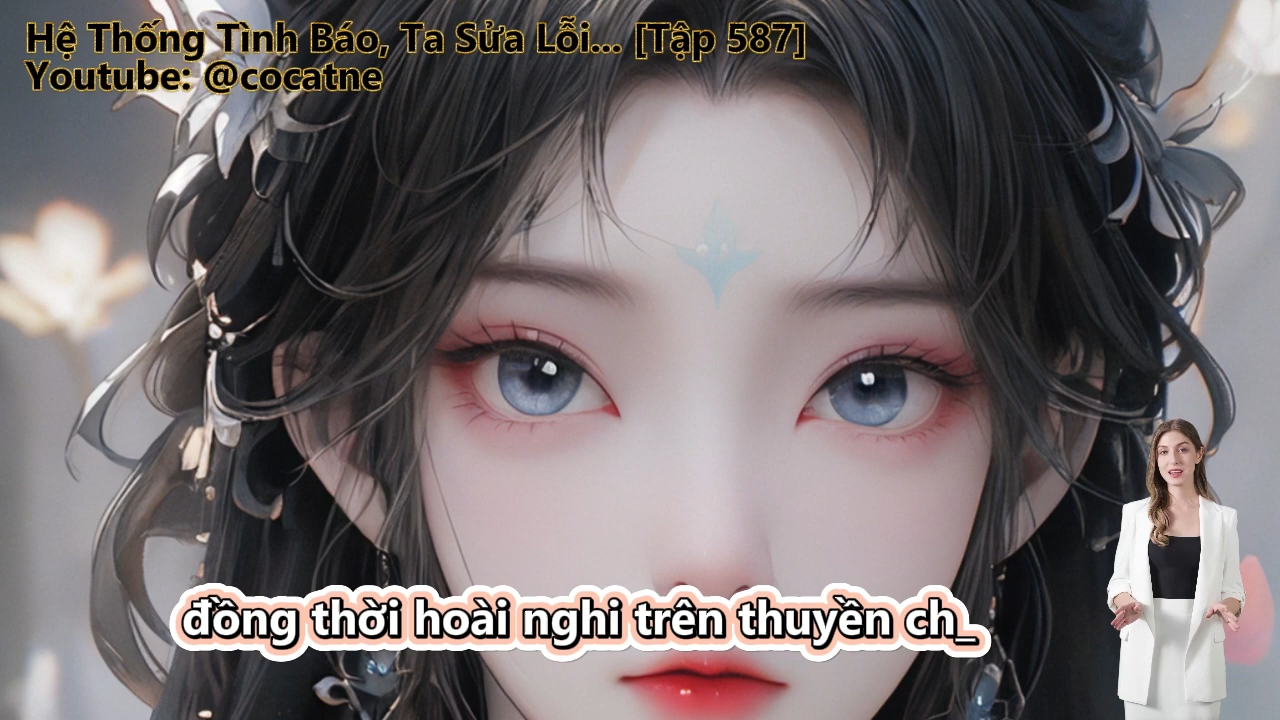 Hệ Thống Tình Báo, Ta Sửa Lỗi... [Tập 587]
Youtube: @cocatne
đồng thời hoài nghi trên thuyền ch_